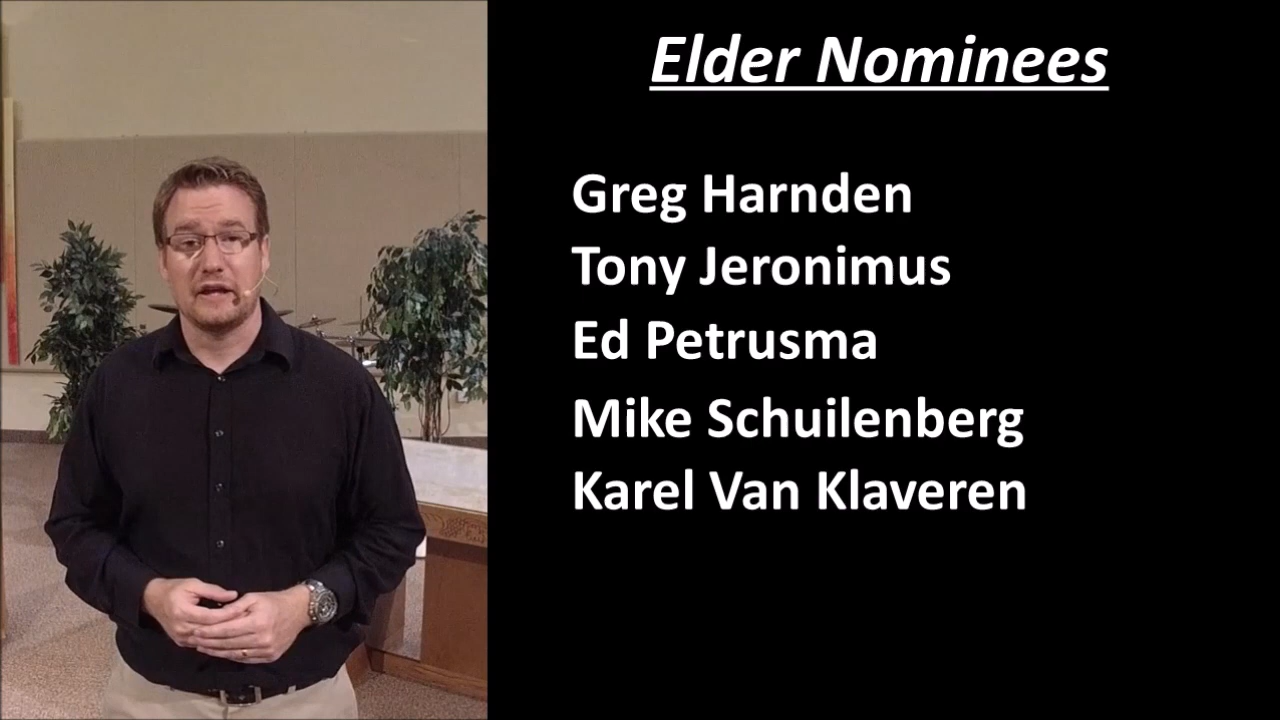 Elder Nominees
Greg Harnden
Tony Jeronimus
Ed Petrusma
Mike Schuilenberg
Karel Van Klaveren